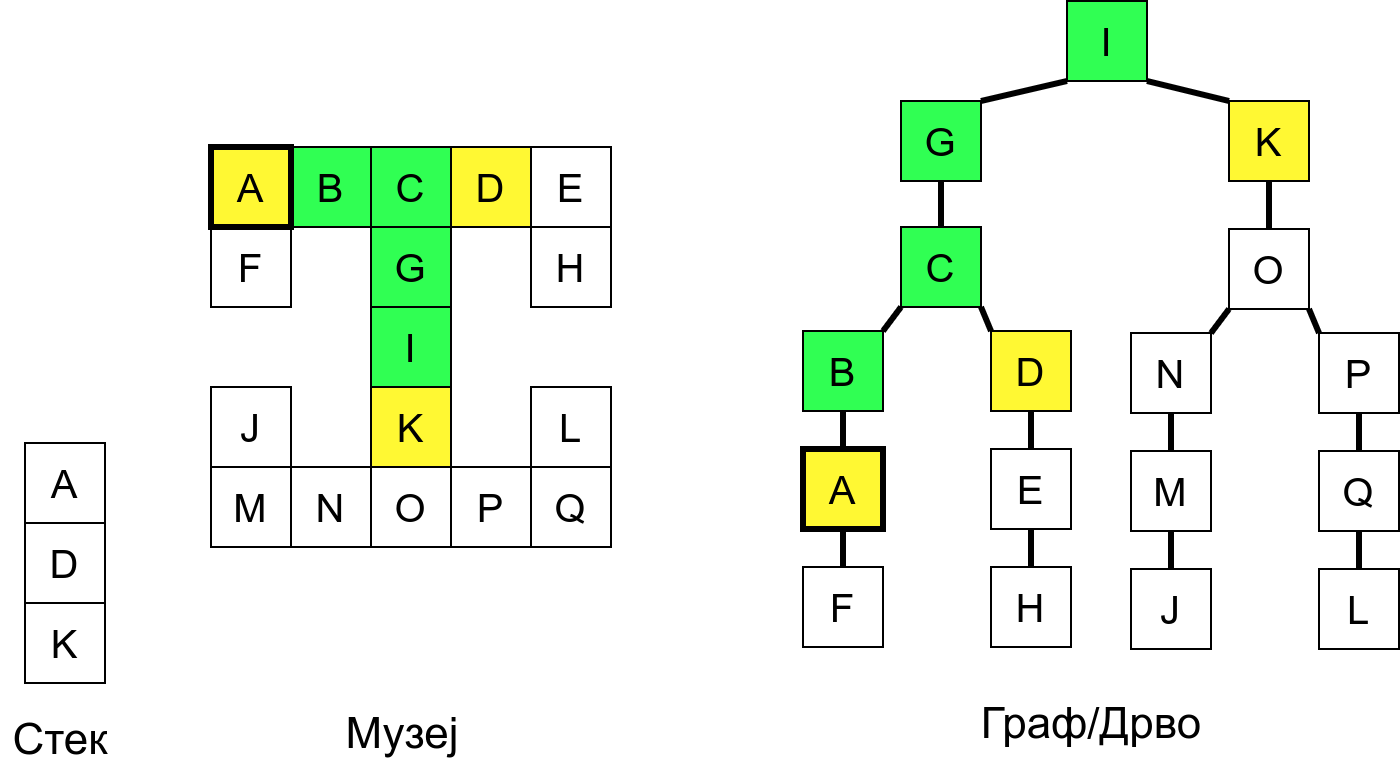 A
D
K
Стек
A B C D E
F G H
I
J K L
M N O P Q
Музеј
I
G K
C O
B D N P
A E M Q
F H J L
Граф/Дрво